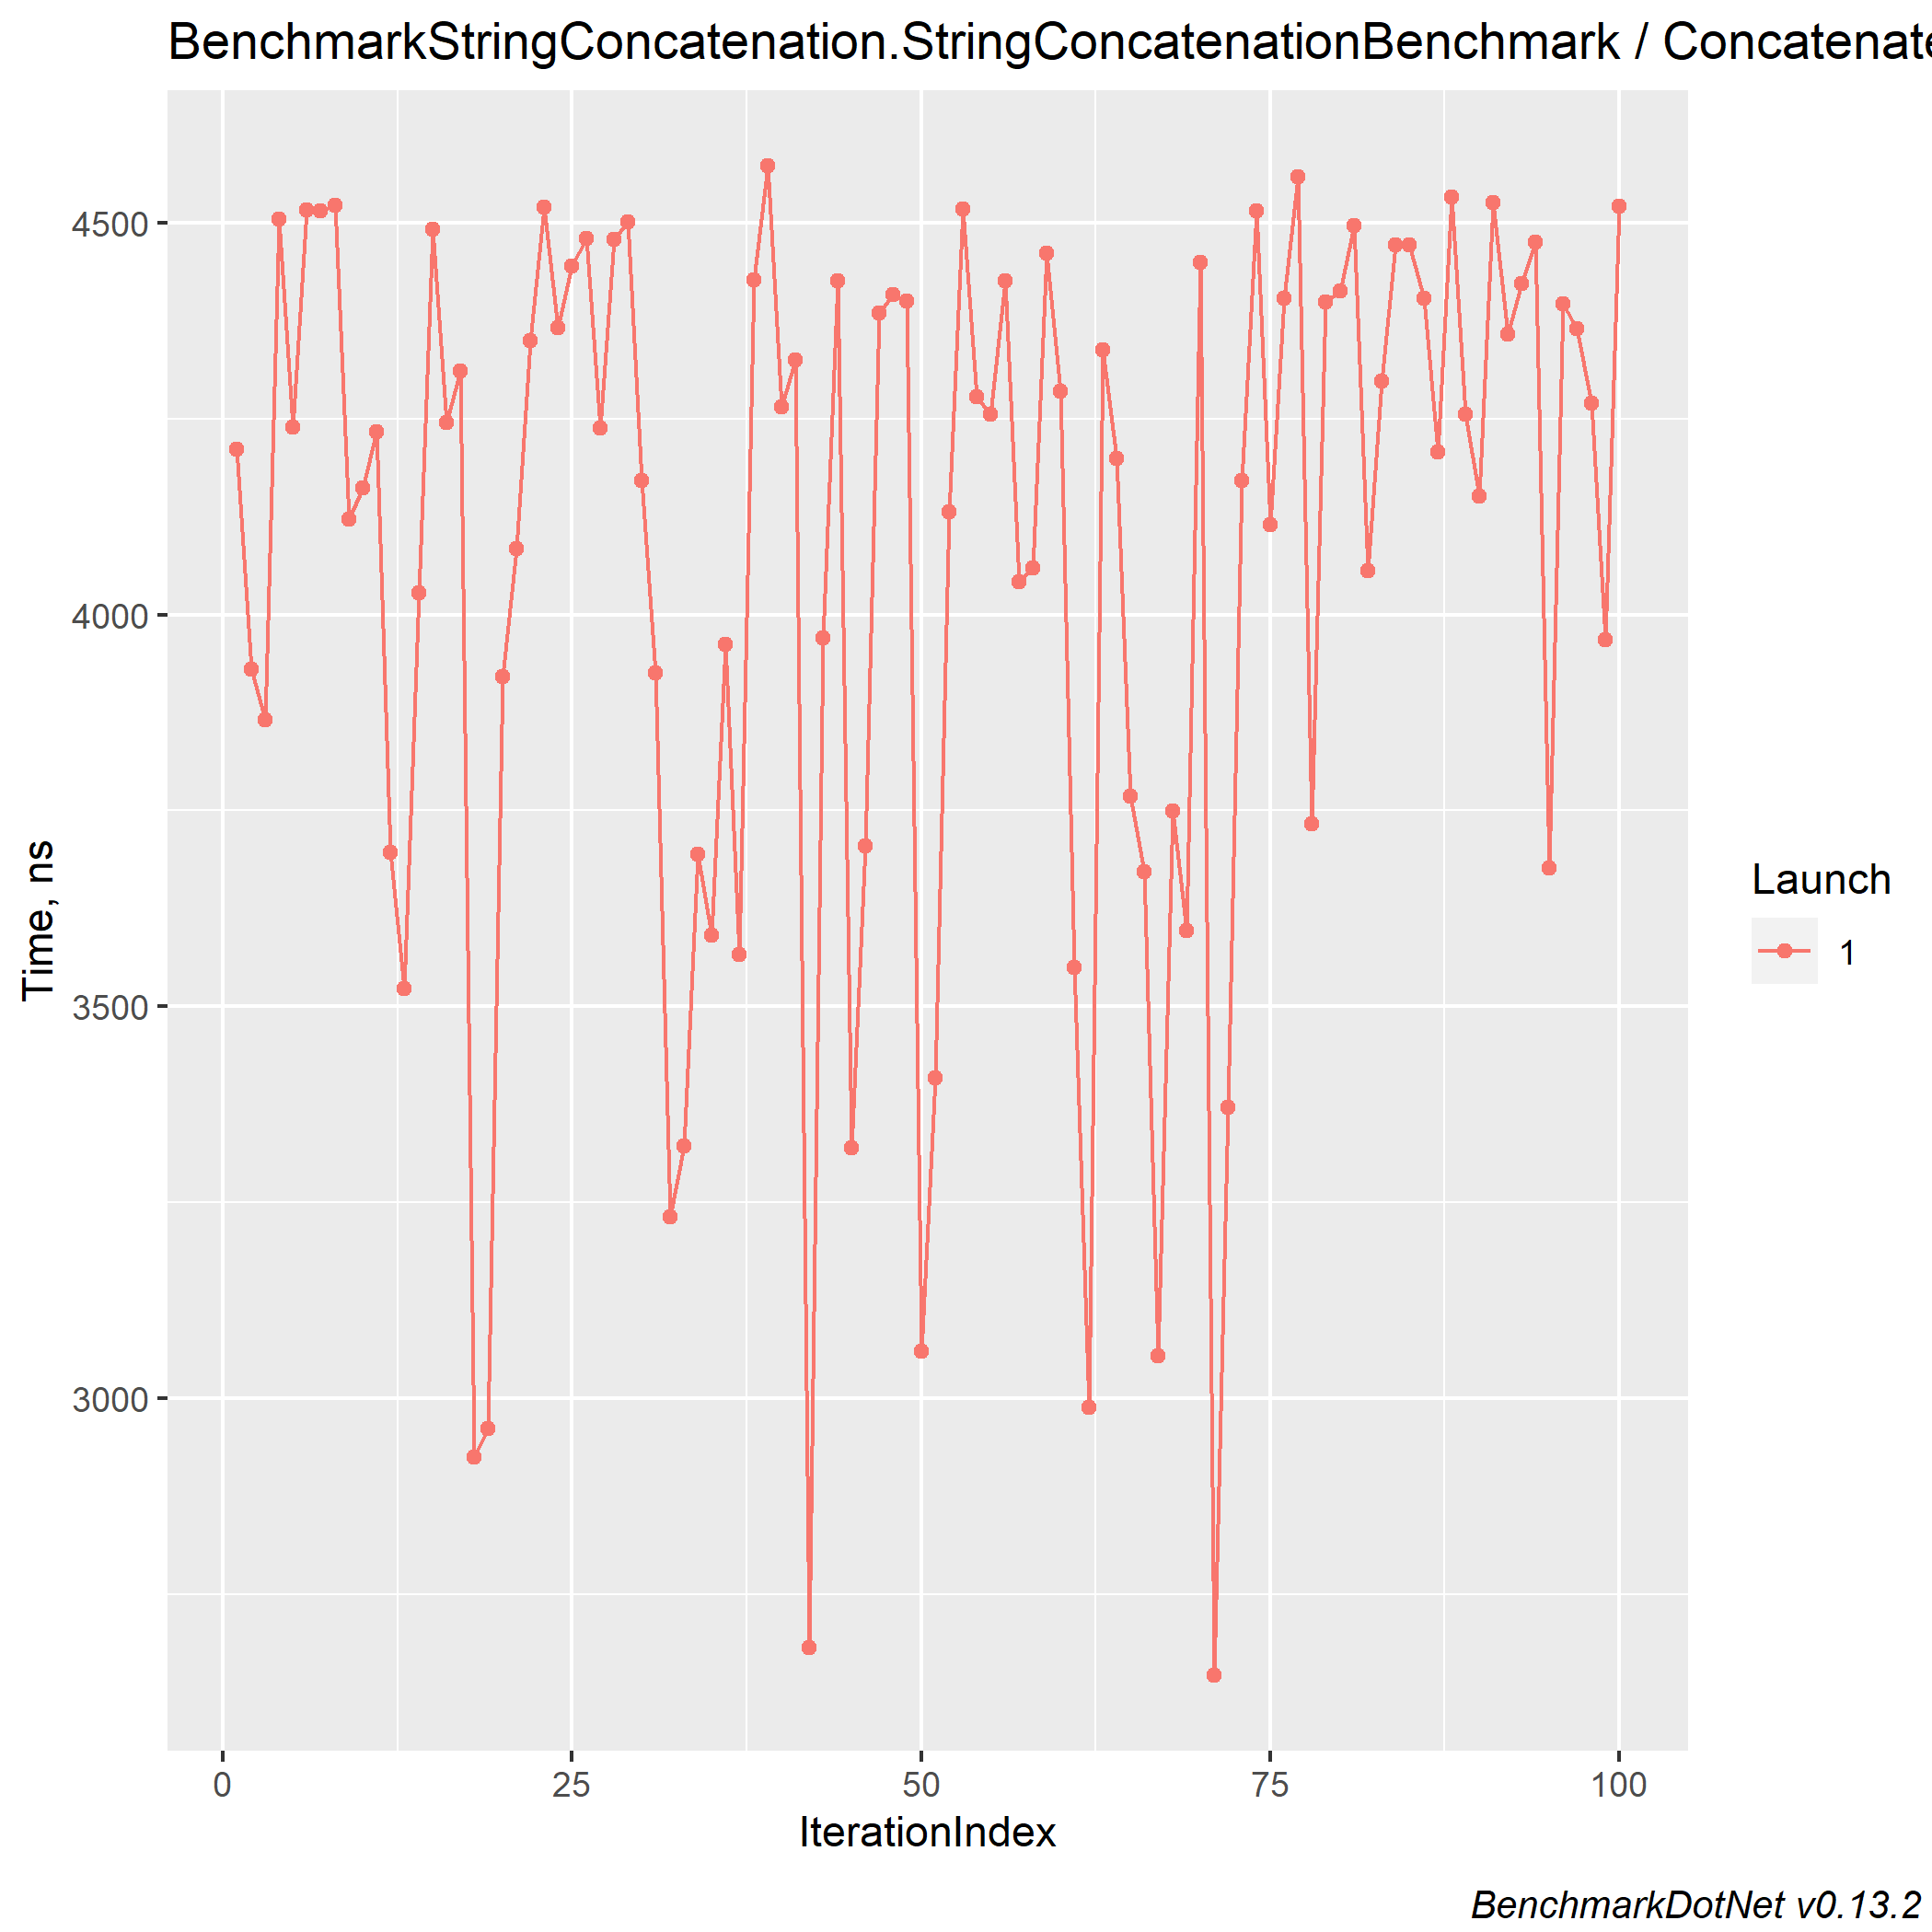 BenchmarkStringConcatenation.StringConcatenationBenchmark / Concatenate
4500
4000
3500
3000
Time, ns
Launch
1
0 25 50 75 100
IterationIndex
BenchmarkDotNet v0.13.2